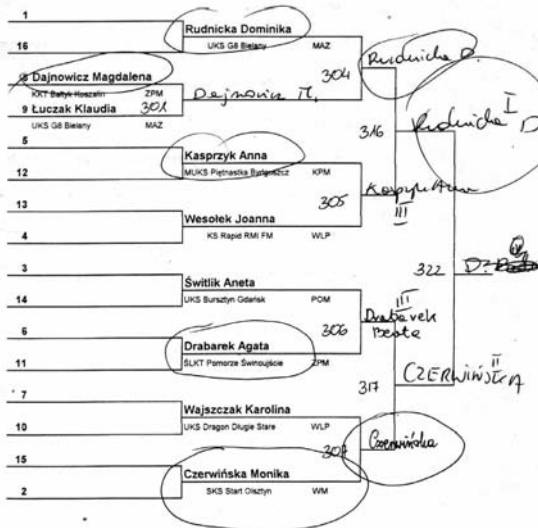 1
Rudnicka Dominika
16
UKS G8 Bielany MAZ
8 Dajnowicz Magdalena
304
Rudnicka D.
KKT Bałtyk Koszalin ZPM
Dajnowicz M.
9 Łuczak Klaudia 301
UKS G8 Bielany MAZ
I
316
Rudnicka D
5
Kasprzyk Anna
12
MUKS Piętnastka Bydgoszcz KPM
305
Kasprzyk Anna
III
13
Wesołek Joanna
4
KS Rapid RMI FM WLP
322
D.
3
Świtlik Aneta
14
UKS Bursztyn Gdańsk POM
III
306
Drabarek
Beata
6
Drabarek Agata
11
ŚLKT Pomorze Świnoujście ZPM
317
II
CZERWIŃSKA
7
Wajszczak Karolina
10
UKS Dragon Długie Stare WLP
307
Czerwińska
15
Czerwińska Monika
2
SKS Start Olsztyn WM